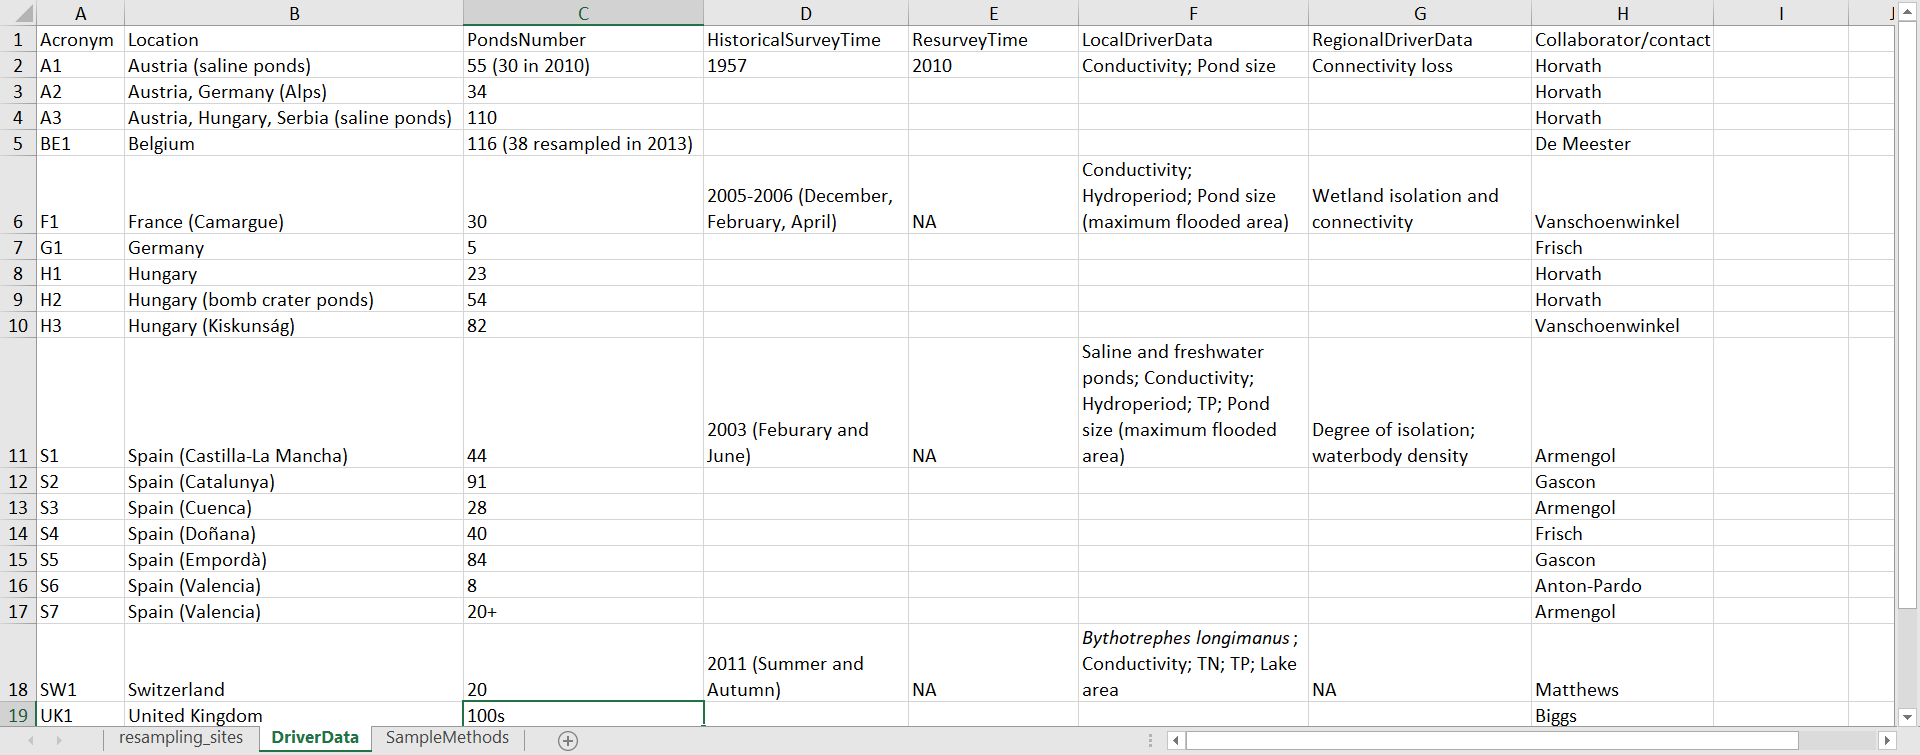 A B C D E F G H I J
1 Acronym Location PondsNumber HistoricalSurveyTime ResurveyTime LocalDriverData RegionalDriverData Collaborator/contact
2 A1 Austria (saline ponds) 55 (30 in 2010) 1957 2010 Conductivity; Pond size Connectivity loss Horvath
3 A2 Austria, Germany (Alps) 34 Horvath
4 A3 Austria, Hungary, Serbia (saline ponds) 110 Horvath
5 BE1 Belgium 116 (38 resampled in 2013) De Meester
Conductivity;
2005-2006 (December, Hydroperiod; Pond size Wetland isolation and
6 F1 France (Camargue) 30 February, April) NA (maximum flooded area) connectivity Vanschoenwinkel
7 G1 Germany 5 Frisch
8 H1 Hungary 23 Horvath
9 H2 Hungary (bomb crater ponds) 54 Horvath
10 H3 Hungary (Kiskunság) 82 Vanschoenwinkel
Saline and freshwater
ponds; Conductivity;
Hydroperiod; TP; Pond
2003 (Feburary and size (maximum flooded Degree of isolation;
11 S1 Spain (Castilla-La Mancha) 44 June) NA area) waterbody density Armengol
12 S2 Spain (Catalunya) 91 Gascon
13 S3 Spain (Cuenca) 28 Armengol
14 S4 Spain (Doñana) 40 Frisch
15 S5 Spain (Empordà) 84 Gascon
16 S6 Spain (Valencia) 8 Anton-Pardo
17 S7 Spain (Valencia) 20+ Armengol
Bythotrephes longimanus;
2011 (Summer and Conductivity; TN; TP; Lake
18 SW1 Switzerland 20 Autumn) NA area NA Matthews
19 UK1 United Kingdom 100s Biggs
resampling_sites DriverData SampleMethods